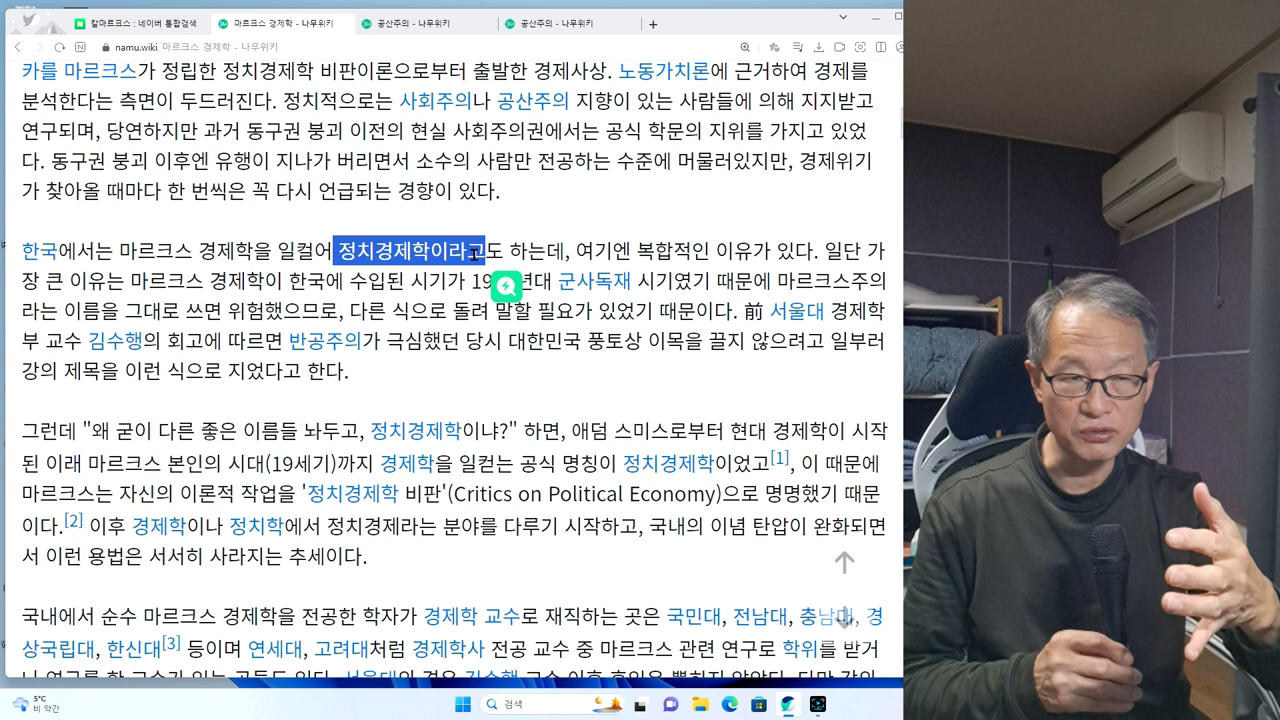 칼마르크스 : 네이버 통합검색
마르크스 경제학 - 나무위키
공산주의 - 나무위키
공산주의 - 나무위키
namu.wiki 마르크스 경제학 - 나무위키
카를 마르크스가 정립한 정치경제학 비판이론으로부터 출발한 경제사상. 노동가치론에 근거하여 경제를
분석한다는 측면이 두드러진다. 정치적으로는 사회주의나 공산주의 지향이 있는 사람들에 의해 지지받고
연구되며, 당연하지만 과거 동구권 붕괴 이전의 현실 사회주의권에서는 공식 학문의 지위를 가지고 있었
다. 동구권 붕괴 이후엔 유행이 지나가 버리면서 소수의 사람만 전공하는 수준에 머물러있지만, 경제위기
가 찾아올 때마다 한 번씩은 꼭 다시 언급되는 경향이 있다.
한국에서는 마르크스 경제학을 일컬어 정치경제학이라고도 하는데, 여기엔 복합적인 이유가 있다. 일단 가
장 큰 이유는 마르크스 경제학이 한국에 수입된 시기가 19 년대 군사독재 시기였기 때문에 마르크스주의
라는 이름을 그대로 쓰면 위험했으므로, 다른 식으로 돌려 말할 필요가 있었기 때문이다. 前 서울대 경제학
부 교수 김수행의 회고에 따르면 반공주의가 극심했던 당시 대한민국 풍토상 이목을 끌지 않으려고 일부러
강의 제목을 이런 식으로 지었다고 한다.
그런데 "왜 굳이 다른 좋은 이름들 놔두고, 정치경제학이냐?" 하면, 애덤 스미스로부터 현대 경제학이 시작
된 이래 마르크스 본인의 시대(19세기)까지 경제학을 일컫는 공식 명칭이 정치경제학이었고[1], 이 때문에
마르크스는 자신의 이론적 작업을 '정치경제학 비판'(Critics on Political Economy)으로 명명했기 때문
이다.[2] 이후 경제학이나 정치학에서 정치경제라는 분야를 다루기 시작하고, 국내의 이념 탄압이 완화되면
서 이런 용법은 서서히 사라지는 추세이다.
국내에서 순수 마르크스 경제학을 전공한 학자가 경제학 교수로 재직하는 곳은 국민대, 전남대, 충남대, 경
상국립대, 한신대[3] 등이며 연세대, 고려대처럼 경제학사 전공 교수 중 마르크스 관련 연구로 학위를 받거
5°C
비 약간
검색